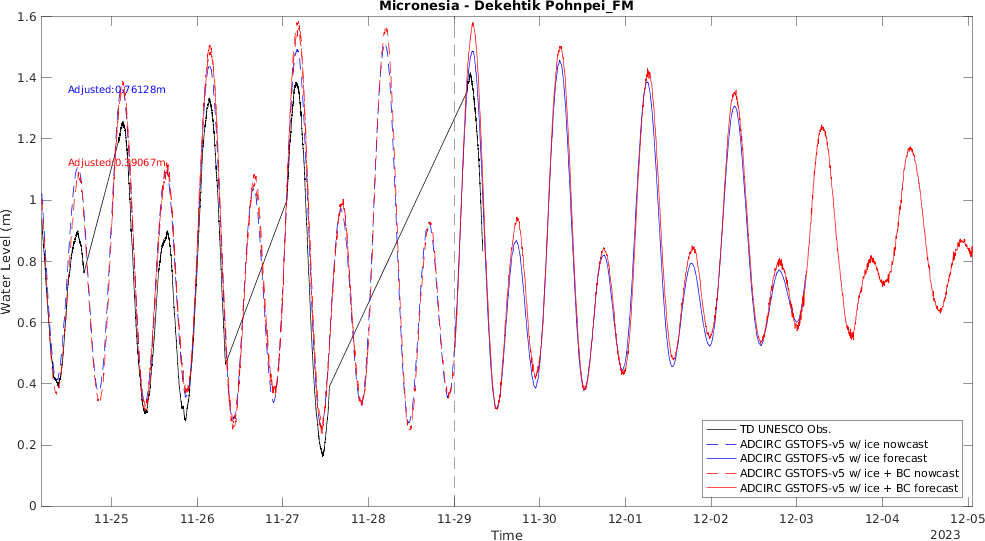 Micronesia - Dekehtik Pohnpei_FM
1.6
1.4
1.2
1
0.8
0.6
0.4
0.2
0
Water Level (m)
Adjusted:0.76128m
Adjusted:0.39067m
TD UNESCO Obs.
ADCIRC GSTOFS-v5 w/ ice nowcast
ADCIRC GSTOFS-v5 w/ ice forecast
ADCIRC GSTOFS-v5 w/ ice + BC nowcast
ADCIRC GSTOFS-v5 w/ ice + BC forecast
11-25 11-26 11-27 11-28 11-29 11-30 12-01 12-02 12-03 12-04 12-05
Time
2023